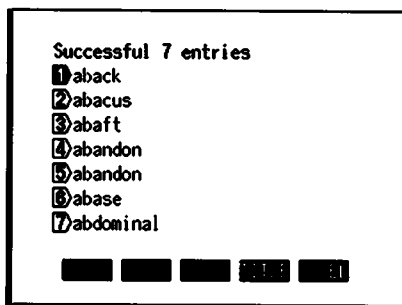 Successful 7 entries
1 aback
2 abacus
3 abaft
4 abandon
5 abandon
6 abase
7 abdominal